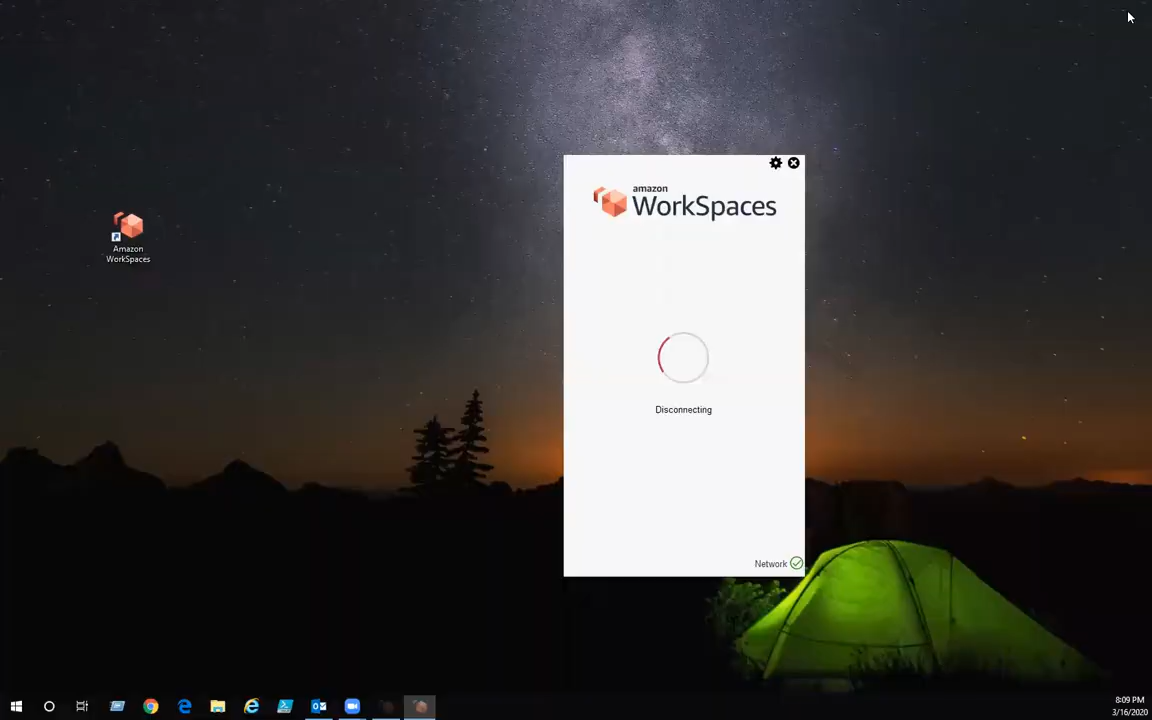 Amazon
WorkSpaces
amazon
WorkSpaces
Disconnecting
Network
8:09 PM
3/16/2020